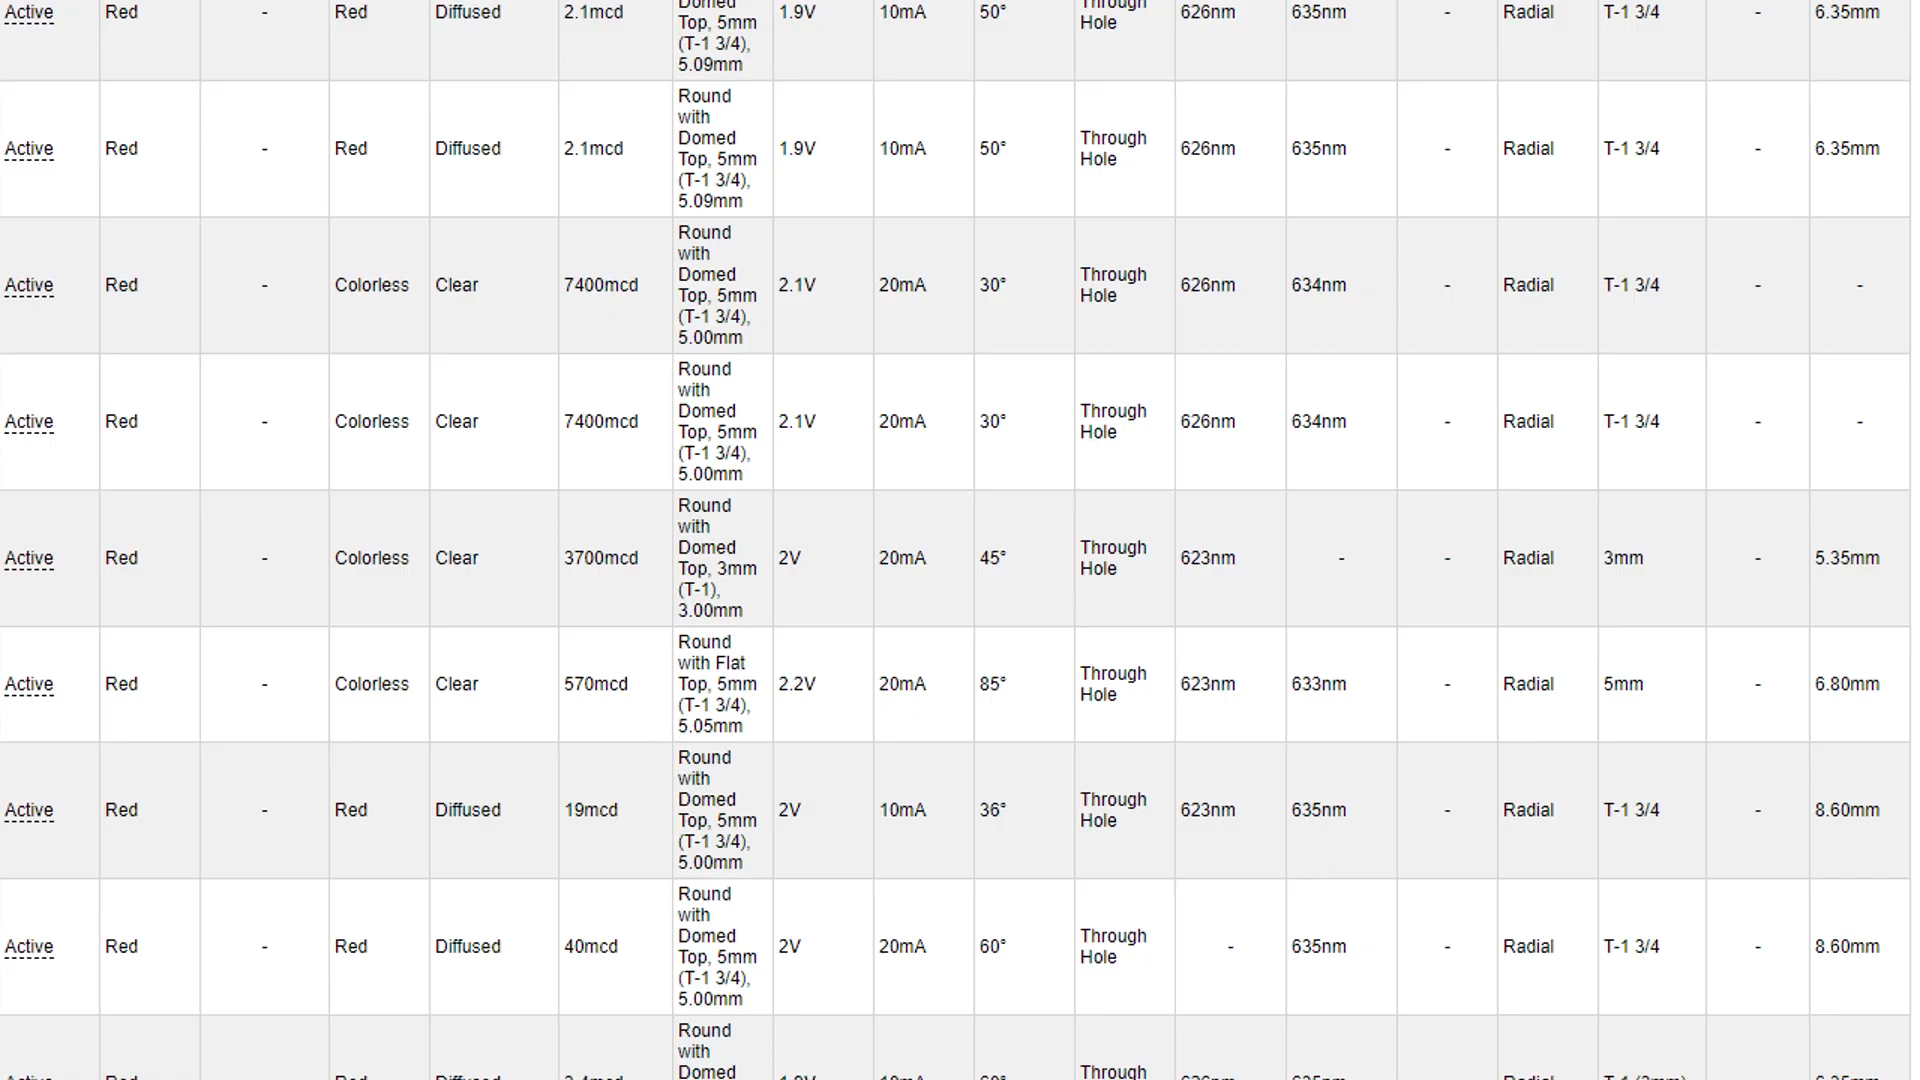 Active Red - Red Diffused 2.1mcd Domed Top, 5mm (T-1 3/4), 5.09mm 1.9V 10mA 50° Through Hole 626nm 635nm - Radial T-1 3/4 - 6.35mm
Active Red - Red Diffused 2.1mcd Round with Domed Top, 5mm (T-1 3/4), 5.09mm 1.9V 10mA 50° Through Hole 626nm 635nm - Radial T-1 3/4 - 6.35mm
Active Red - Colorless Clear 7400mcd Round with Domed Top, 5mm (T-1 3/4), 5.00mm 2.1V 20mA 30° Through Hole 626nm 634nm - Radial T-1 3/4 - -
Active Red - Colorless Clear 7400mcd Round with Domed Top, 5mm (T-1 3/4), 5.00mm 2.1V 20mA 30° Through Hole 626nm 634nm - Radial T-1 3/4 - -
Active Red - Colorless Clear 3700mcd Round with Domed Top, 3mm (T-1), 3.00mm 2V 20mA 45° Through Hole 623nm - - Radial 3mm - 5.35mm
Active Red - Colorless Clear 570mcd Round with Flat Top, 5mm (T-1 3/4), 5.05mm 2.2V 20mA 85° Through Hole 623nm 633nm - Radial 5mm - 6.80mm
Active Red - Red Diffused 19mcd Round with Domed Top, 5mm (T-1 3/4), 5.00mm 2V 10mA 36° Through Hole 623nm 635nm - Radial T-1 3/4 - 8.60mm
Active Red - Red Diffused 40mcd Round with Domed Top, 5mm (T-1 3/4), 5.00mm 2V 20mA 60° Through Hole - 635nm - Radial T-1 3/4 - 8.60mm
Round with Domed Through